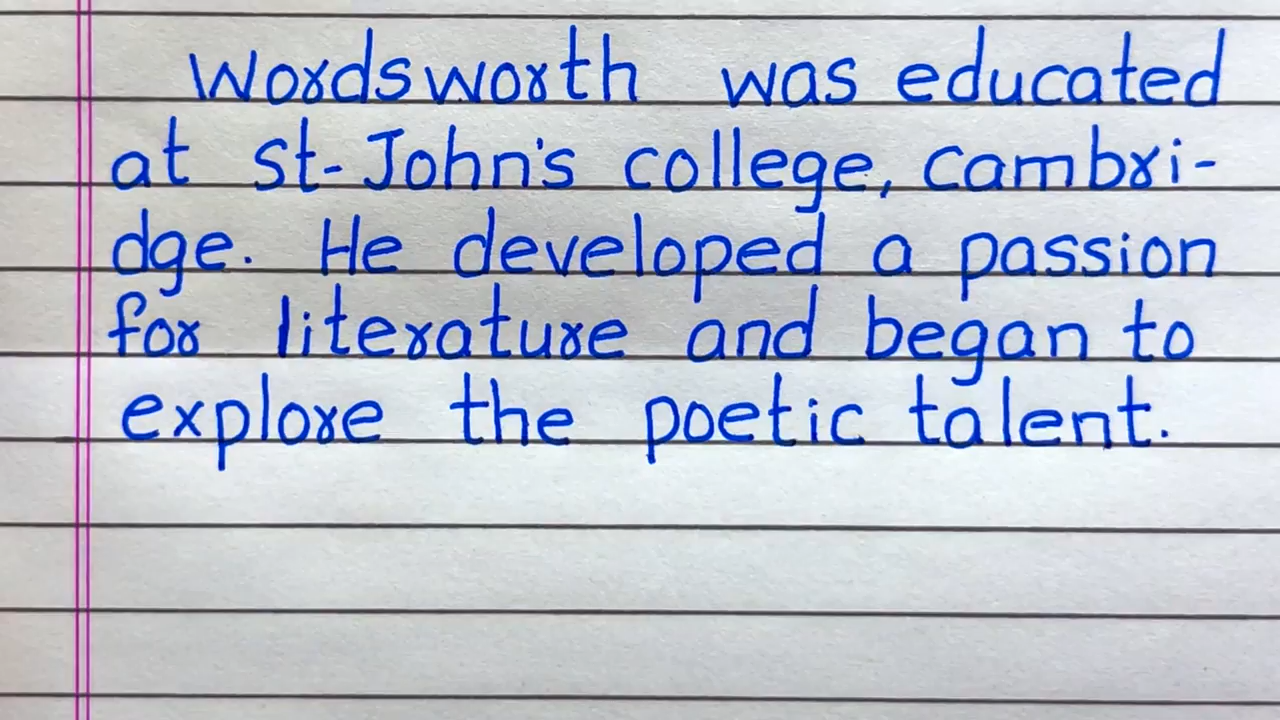 Wordsworth was educated
at st-John's college, cambri-
dge. He developed a passion
for literature and began to
explore the poetic talent.